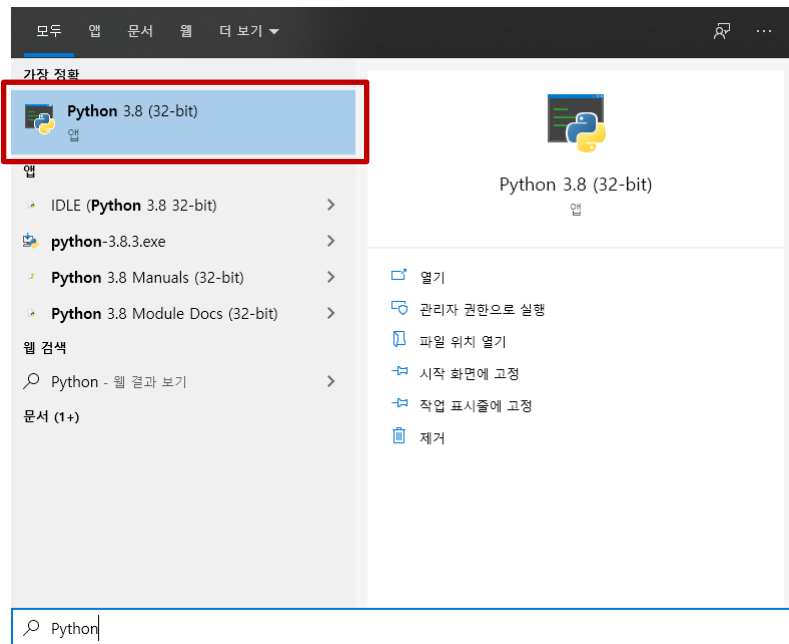 모두 앱 문서 웹 더 보기
가장 정확
Python 3.8 (32-bit)
앱
앱
IDLE (Python 3.8 32-bit)
python-3.8.3.exe
Python 3.8 Manuals (32-bit)
Python 3.8 Module Docs (32-bit)
웹 검색
Python - 웹 결과 보기
문서 (1+)
Python 3.8 (32-bit)
앱
열기
관리자 권한으로 실행
파일 위치 열기
시작 화면에 고정
작업 표시줄에 고정
제거
Python